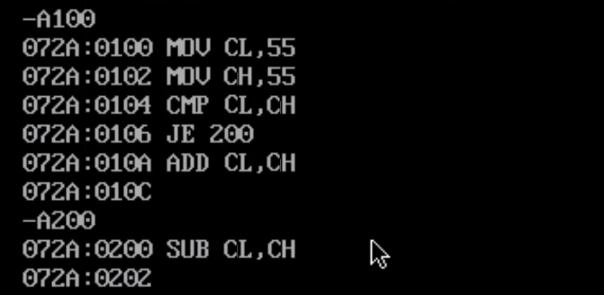 -A100
072A:0100 MOV CL,55
072A:0102 MOV CH,55
072A:0104 CMP CL,CH
072A:0106 JE 200
072A:010A ADD CL,CH
072A:010C
-A200
072A:0200 SUB CL,CH
072A:0202